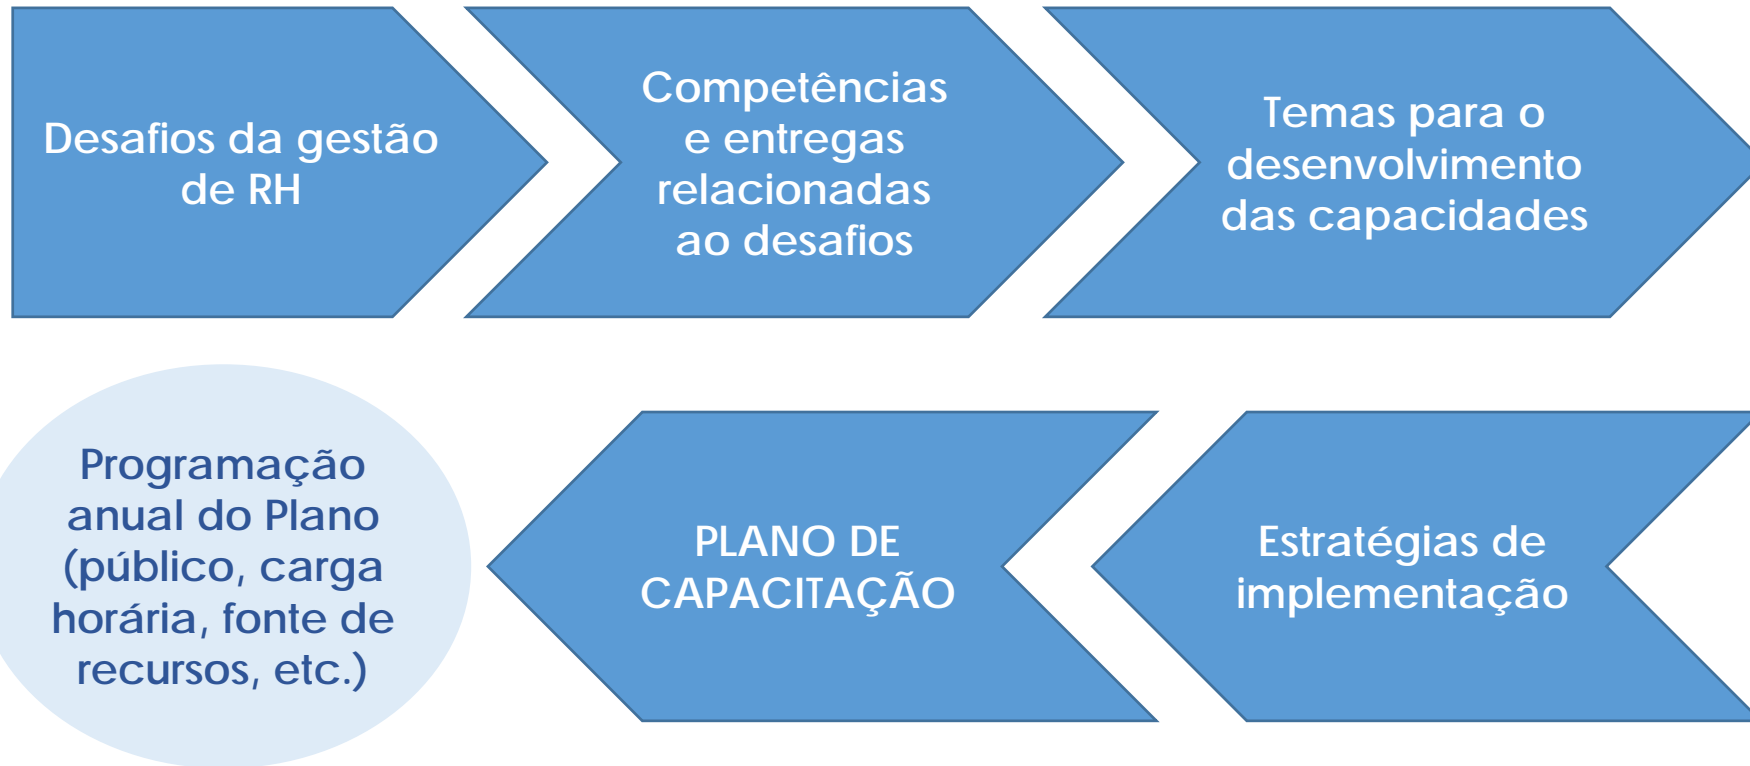 Desafios da gestão
de RH
Competências
e entregas
relacionadas
ao desafios
Temas para o
desenvolvimento
das capacidades
Estratégias de
implementação
PLANO DE
CAPACITAÇÃO
Programação
anual do Plano
(público, carga
horária, fonte de
recursos, etc.)